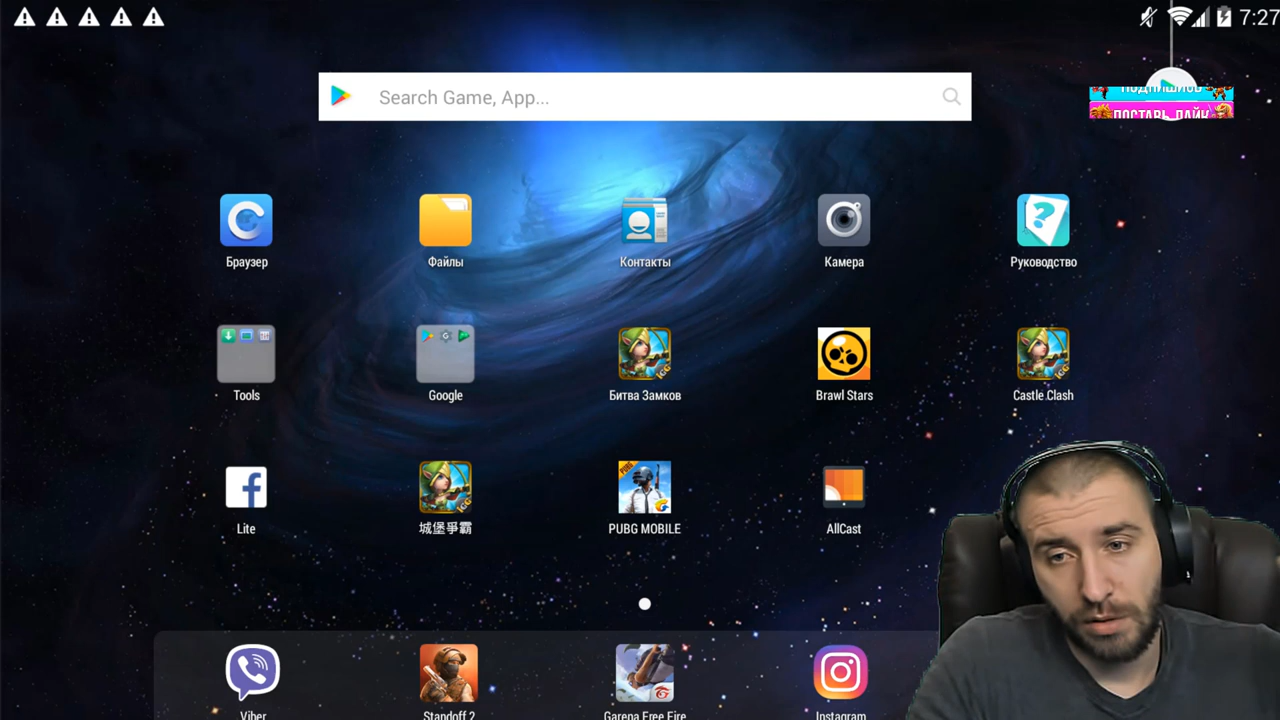 7:27
Search Game, App...
ПОДПИШИСЬ
ПОСТАВЬ ЛАЙК
Браузер
Файлы
Контакты
Камера
Руководство
Tools
Google
Битва Замков
Brawl Stars
Castle Clash
Lite
城堡爭霸
PUBG MOBILE
AllCast
Viber
Standoff 2
Garena Free Fire
Instagram